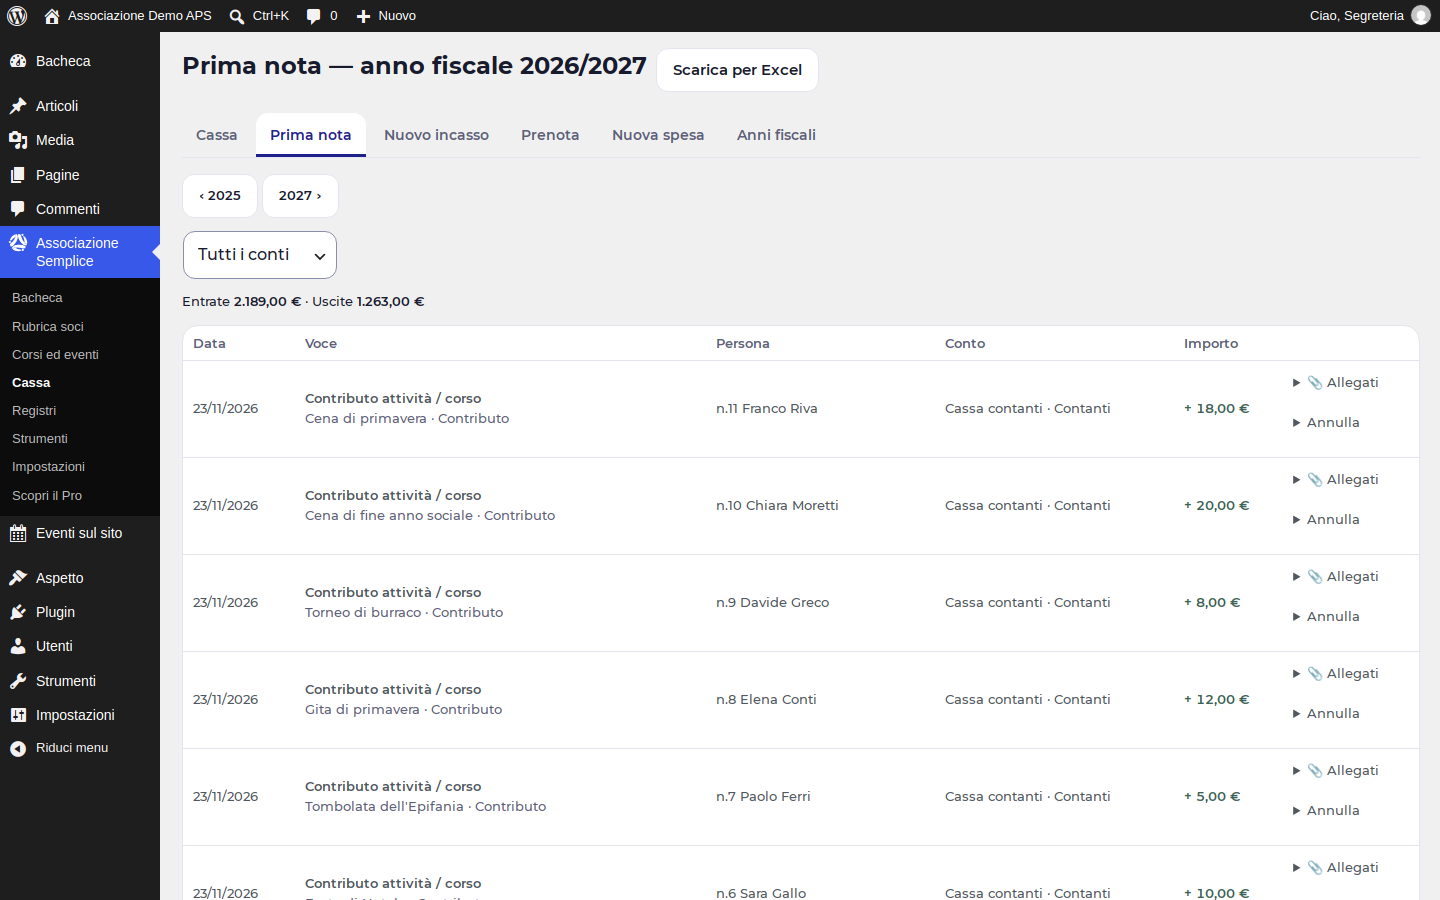 Associazione Demo APS
Ctrl+K
0
Nuovo
Ciao, Segreteria
Bacheca
Articoli
Media
Pagine
Commenti
Associazione
Semplice
Bacheca
Rubrica soci
Corsi ed eventi
Cassa
Registri
Strumenti
Impostazioni
Scopri il Pro
Eventi sul sito
Aspetto
Plugin
Utenti
Strumenti
Impostazioni
Riduci menu
Prima nota — anno fiscale 2026/2027
Scarica per Excel
Cassa Prima nota Nuovo incasso Prenota Nuova spesa Anni fiscali
‹ 2025 2027 ›
Tutti i conti
Entrate 2.189,00 € · Uscite 1.263,00 €
Data Voce Persona Conto Importo
23/11/2026
Contributo attività / corso
Cena di primavera · Contributo
n.11 Franco Riva
Cassa contanti · Contanti
+ 18,00 €
Allegati
Annulla
23/11/2026
Contributo attività / corso
Cena di fine anno sociale · Contributo
n.10 Chiara Moretti
Cassa contanti · Contanti
+ 20,00 €
Allegati
Annulla
23/11/2026
Contributo attività / corso
Torneo di burraco · Contributo
n.9 Davide Greco
Cassa contanti · Contanti
+ 8,00 €
Allegati
Annulla
23/11/2026
Contributo attività / corso
Gita di primavera · Contributo
n.8 Elena Conti
Cassa contanti · Contanti
+ 12,00 €
Allegati
Annulla
23/11/2026
Contributo attività / corso
Tombolata dell'Epifania · Contributo
n.7 Paolo Ferri
Cassa contanti · Contanti
+ 5,00 €
Allegati
Annulla
23/11/2026
Contributo attività / corso
n.6 Sara Gallo
Cassa contanti · Contanti
+ 10,00 €
Allegati